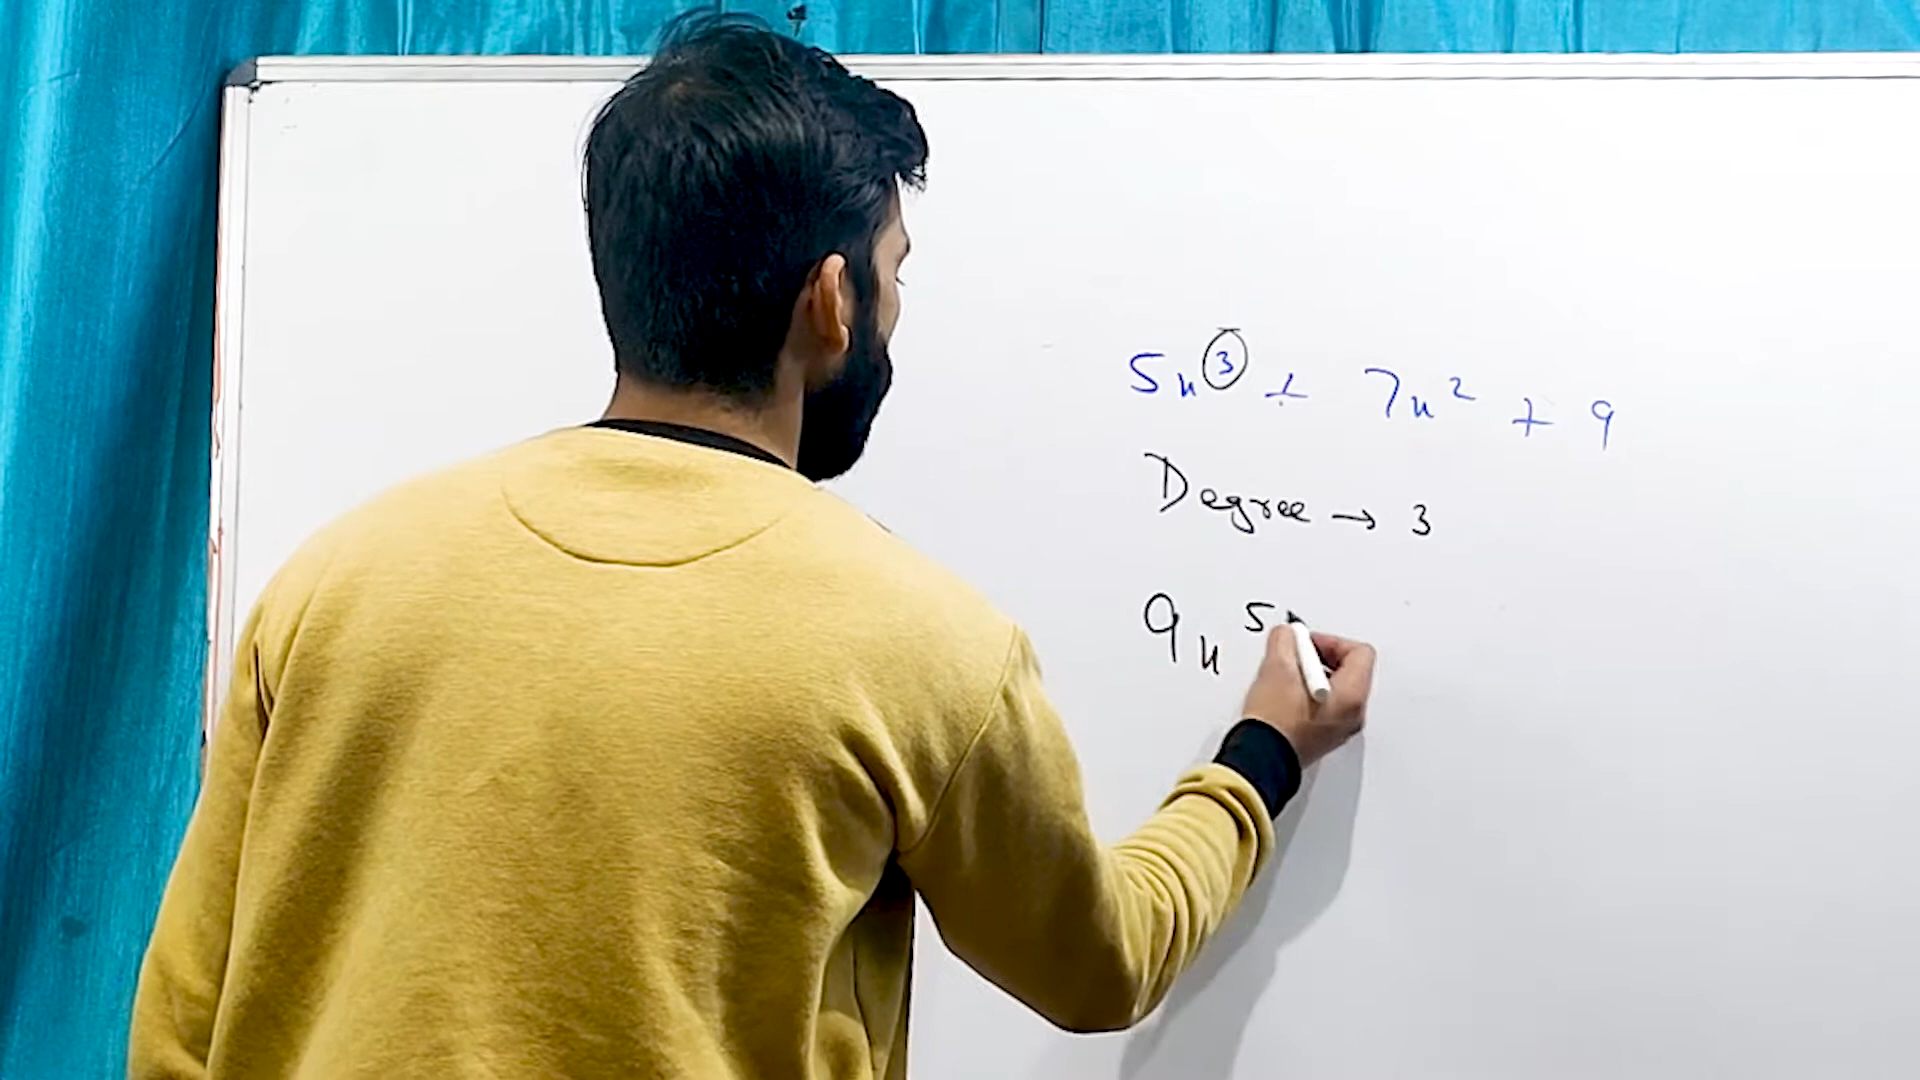 5x³ + 7x² + 9
Degree → 3
9x⁵